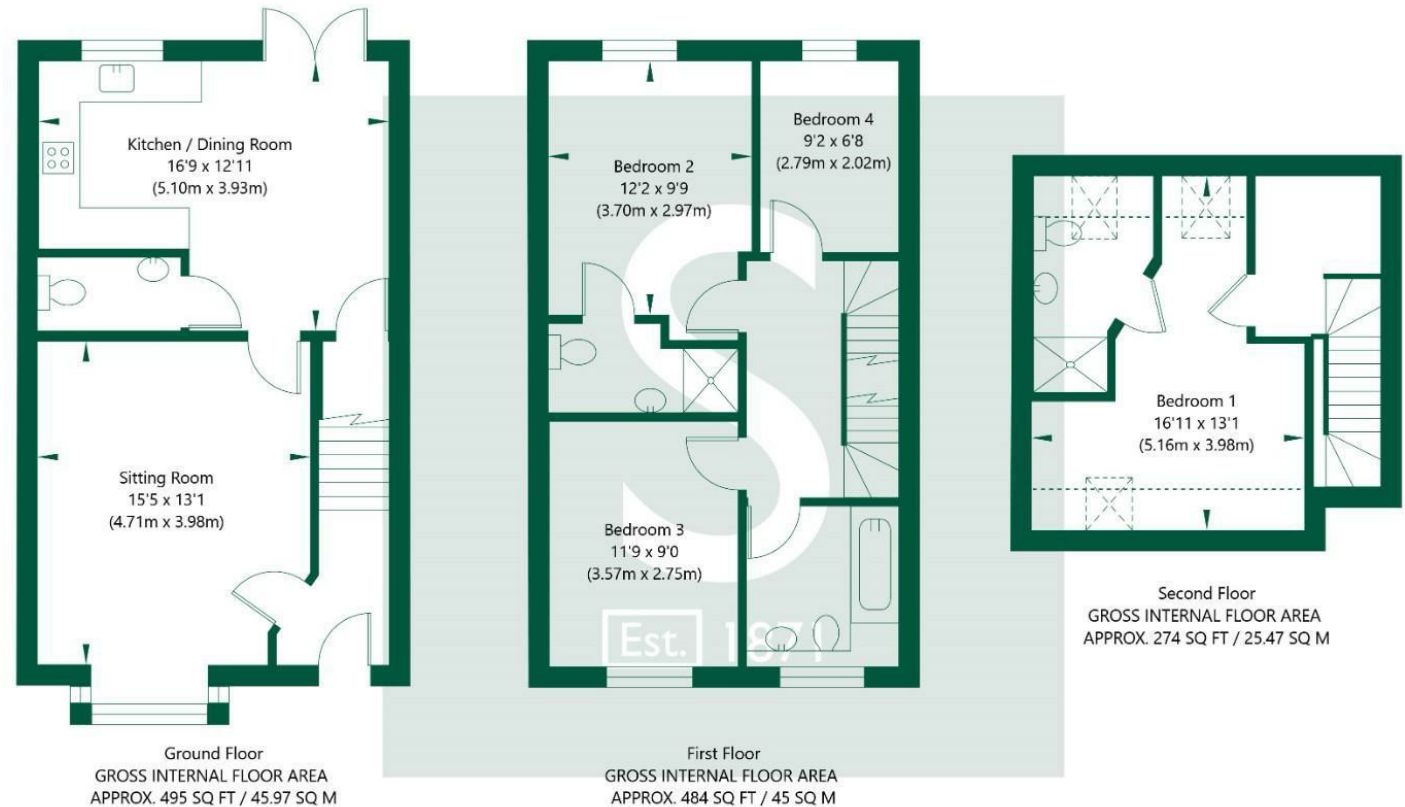 Kitchen / Dining Room
16'9 x 12'11
(5.10m x 3.93m)
Sitting Room
15'5 x 13'1
(4.71m x 3.98m)
Ground Floor
GROSS INTERNAL FLOOR AREA
APPROX. 495 SQ FT / 45.97 SQ M
Bedroom 2
12'2 x 9'9
(3.70m x 2.97m)
Bedroom 4
9'2 x 6'8
(2.79m x 2.02m)
Bedroom 3
11'9 x 9'0
(3.57m x 2.75m)
S
Est. 1871
First Floor
GROSS INTERNAL FLOOR AREA
APPROX. 484 SQ FT / 45 SQ M
Bedroom 1
16'11 x 13'1
(5.16m x 3.98m)
Second Floor
GROSS INTERNAL FLOOR AREA
APPROX. 274 SQ FT / 25.47 SQ M